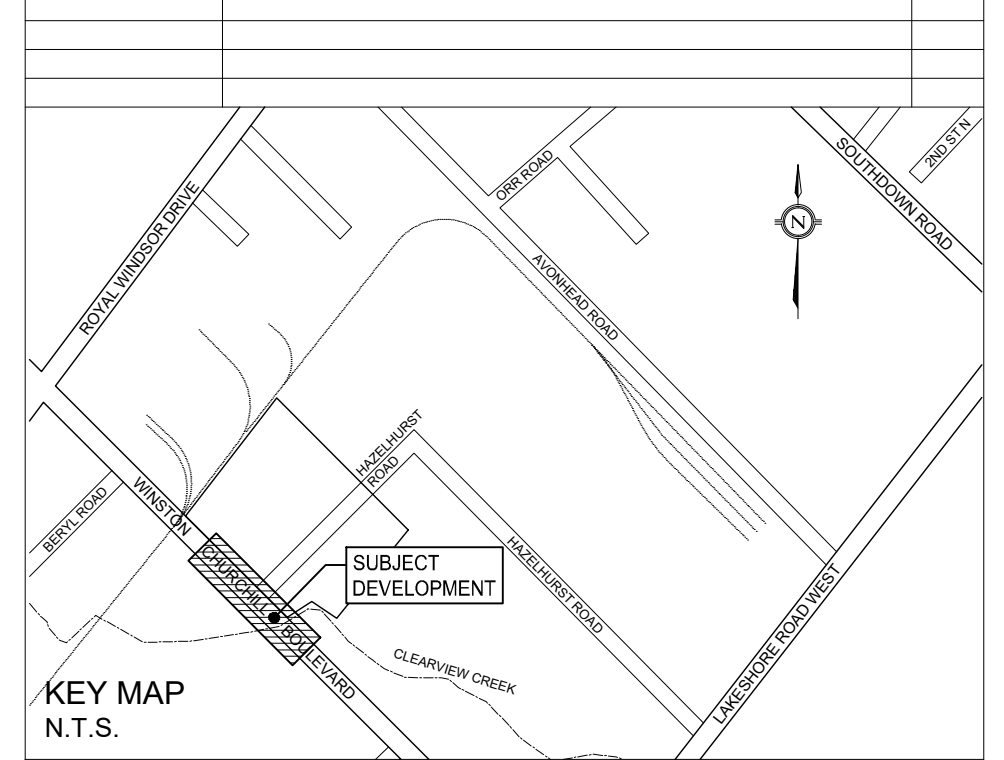 2ND ST N
SOUTHDOWN ROAD
ORR ROAD
ROYAL WINDSOR DRIVE
N
AVONHEAD ROAD
HAZELHURST
ROAD
WINSTON
CHURCHILL
BOULEVARD
BERYL ROAD
SUBJECT
DEVELOPMENT
HAZELHURST ROAD
LAKESHORE ROAD WEST
CLEARVIEW CREEK
KEY MAP
N.T.S.